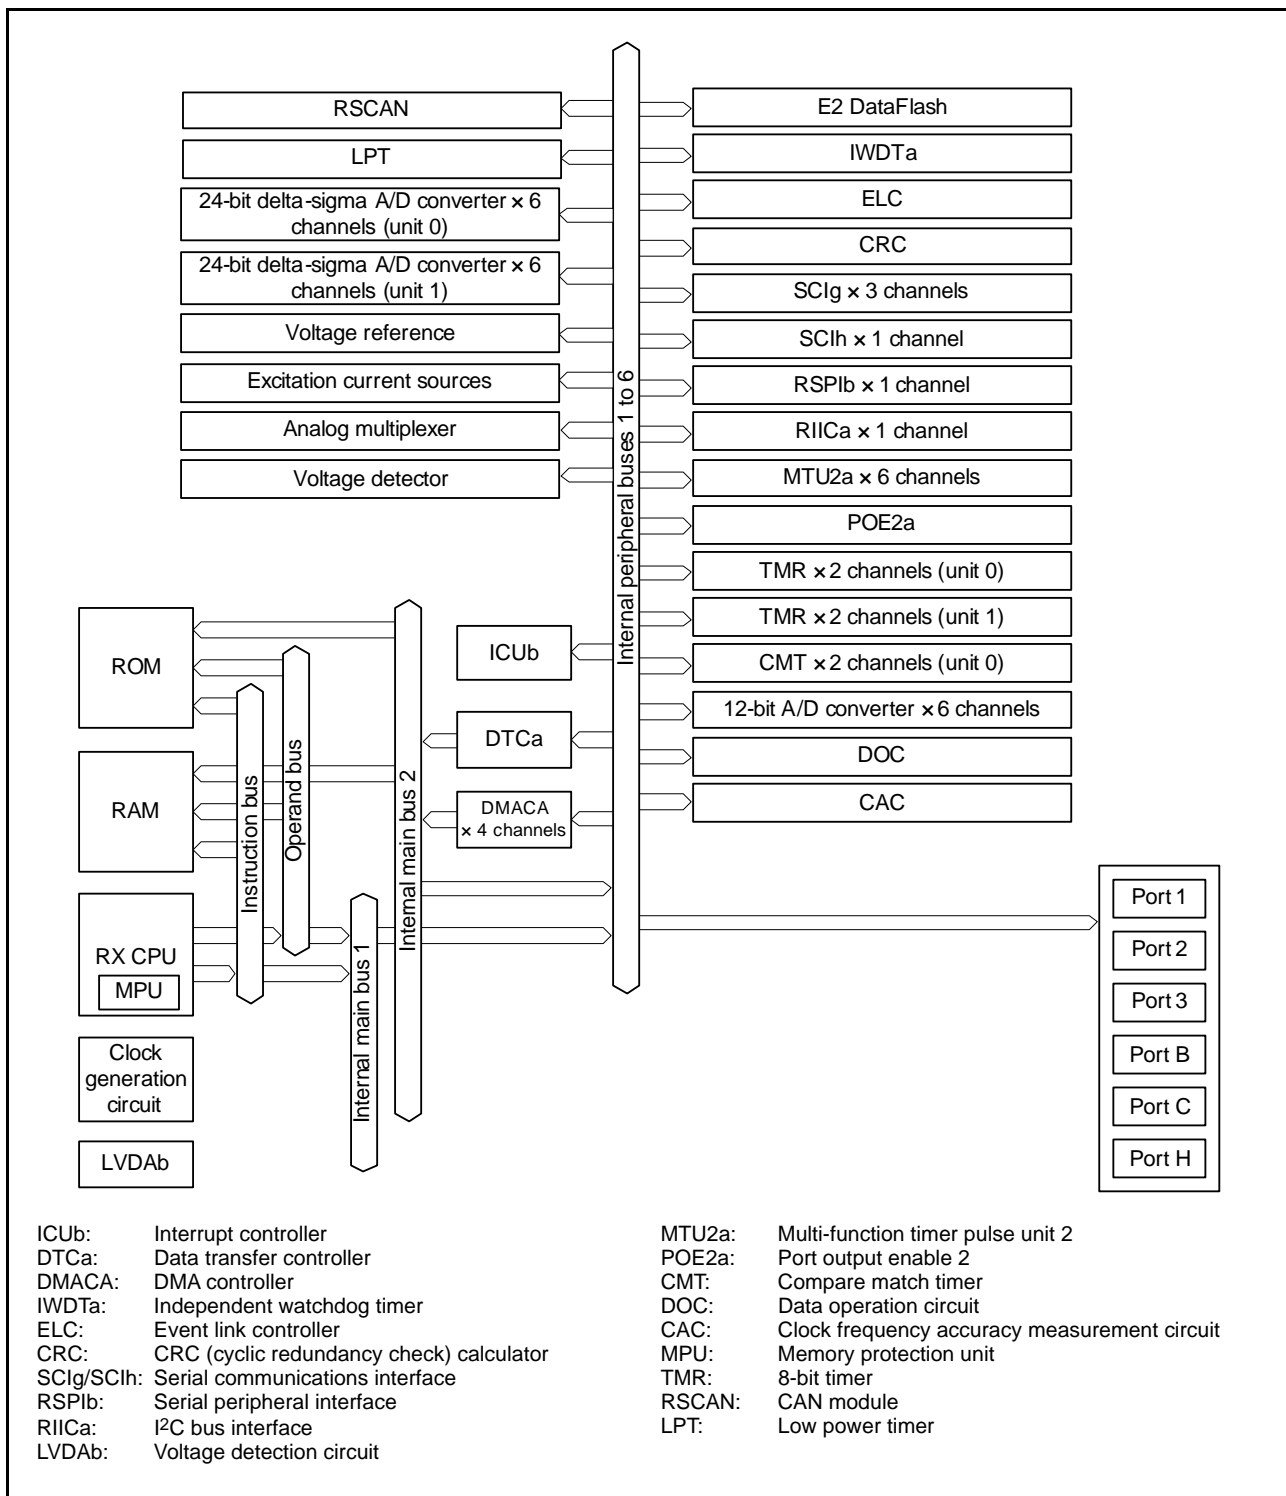 RSCAN
LPT
24-bit delta-sigma A/D converter × 6
channels (unit 0)
24-bit delta-sigma A/D converter × 6
channels (unit 1)
Voltage reference
Excitation current sources
Analog multiplexer
Voltage detector
Internal peripheral buses 1 to 6
E2 DataFlash
IWDTa
ELC
CRC
SCIg × 3 channels
SCIh × 1 channel
RSPIb × 1 channel
RIICa × 1 channel
MTU2a × 6 channels
POE2a
TMR × 2 channels (unit 0)
TMR × 2 channels (unit 1)
CMT × 2 channels (unit 0)
12-bit A/D converter × 6 channels
DOC
CAC
ROM
RAM
RX CPU
MPU
Clock
generation
circuit
LVDAb
Instruction bus
Operand bus
Internal main bus 1
Internal main bus 2
ICUb
DTCa
DMACA
× 4 channels
Port 1
Port 2
Port 3
Port B
Port C
Port H
ICUb: Interrupt controller
DTCa: Data transfer controller
DMACA: DMA controller
IWDTa: Independent watchdog timer
ELC: Event link controller
CRC: CRC (cyclic redundancy check) calculator
SCIg/SCIh: Serial communications interface
RSPIb: Serial peripheral interface
RIICa: I2C bus interface
LVDAb: Voltage detection circuit
MTU2a: Multi-function timer pulse unit 2
POE2a: Port output enable 2
CMT: Compare match timer
DOC: Data operation circuit
CAC: Clock frequency accuracy measurement circuit
MPU: Memory protection unit
TMR: 8-bit timer
RSCAN: CAN module
LPT: Low power timer